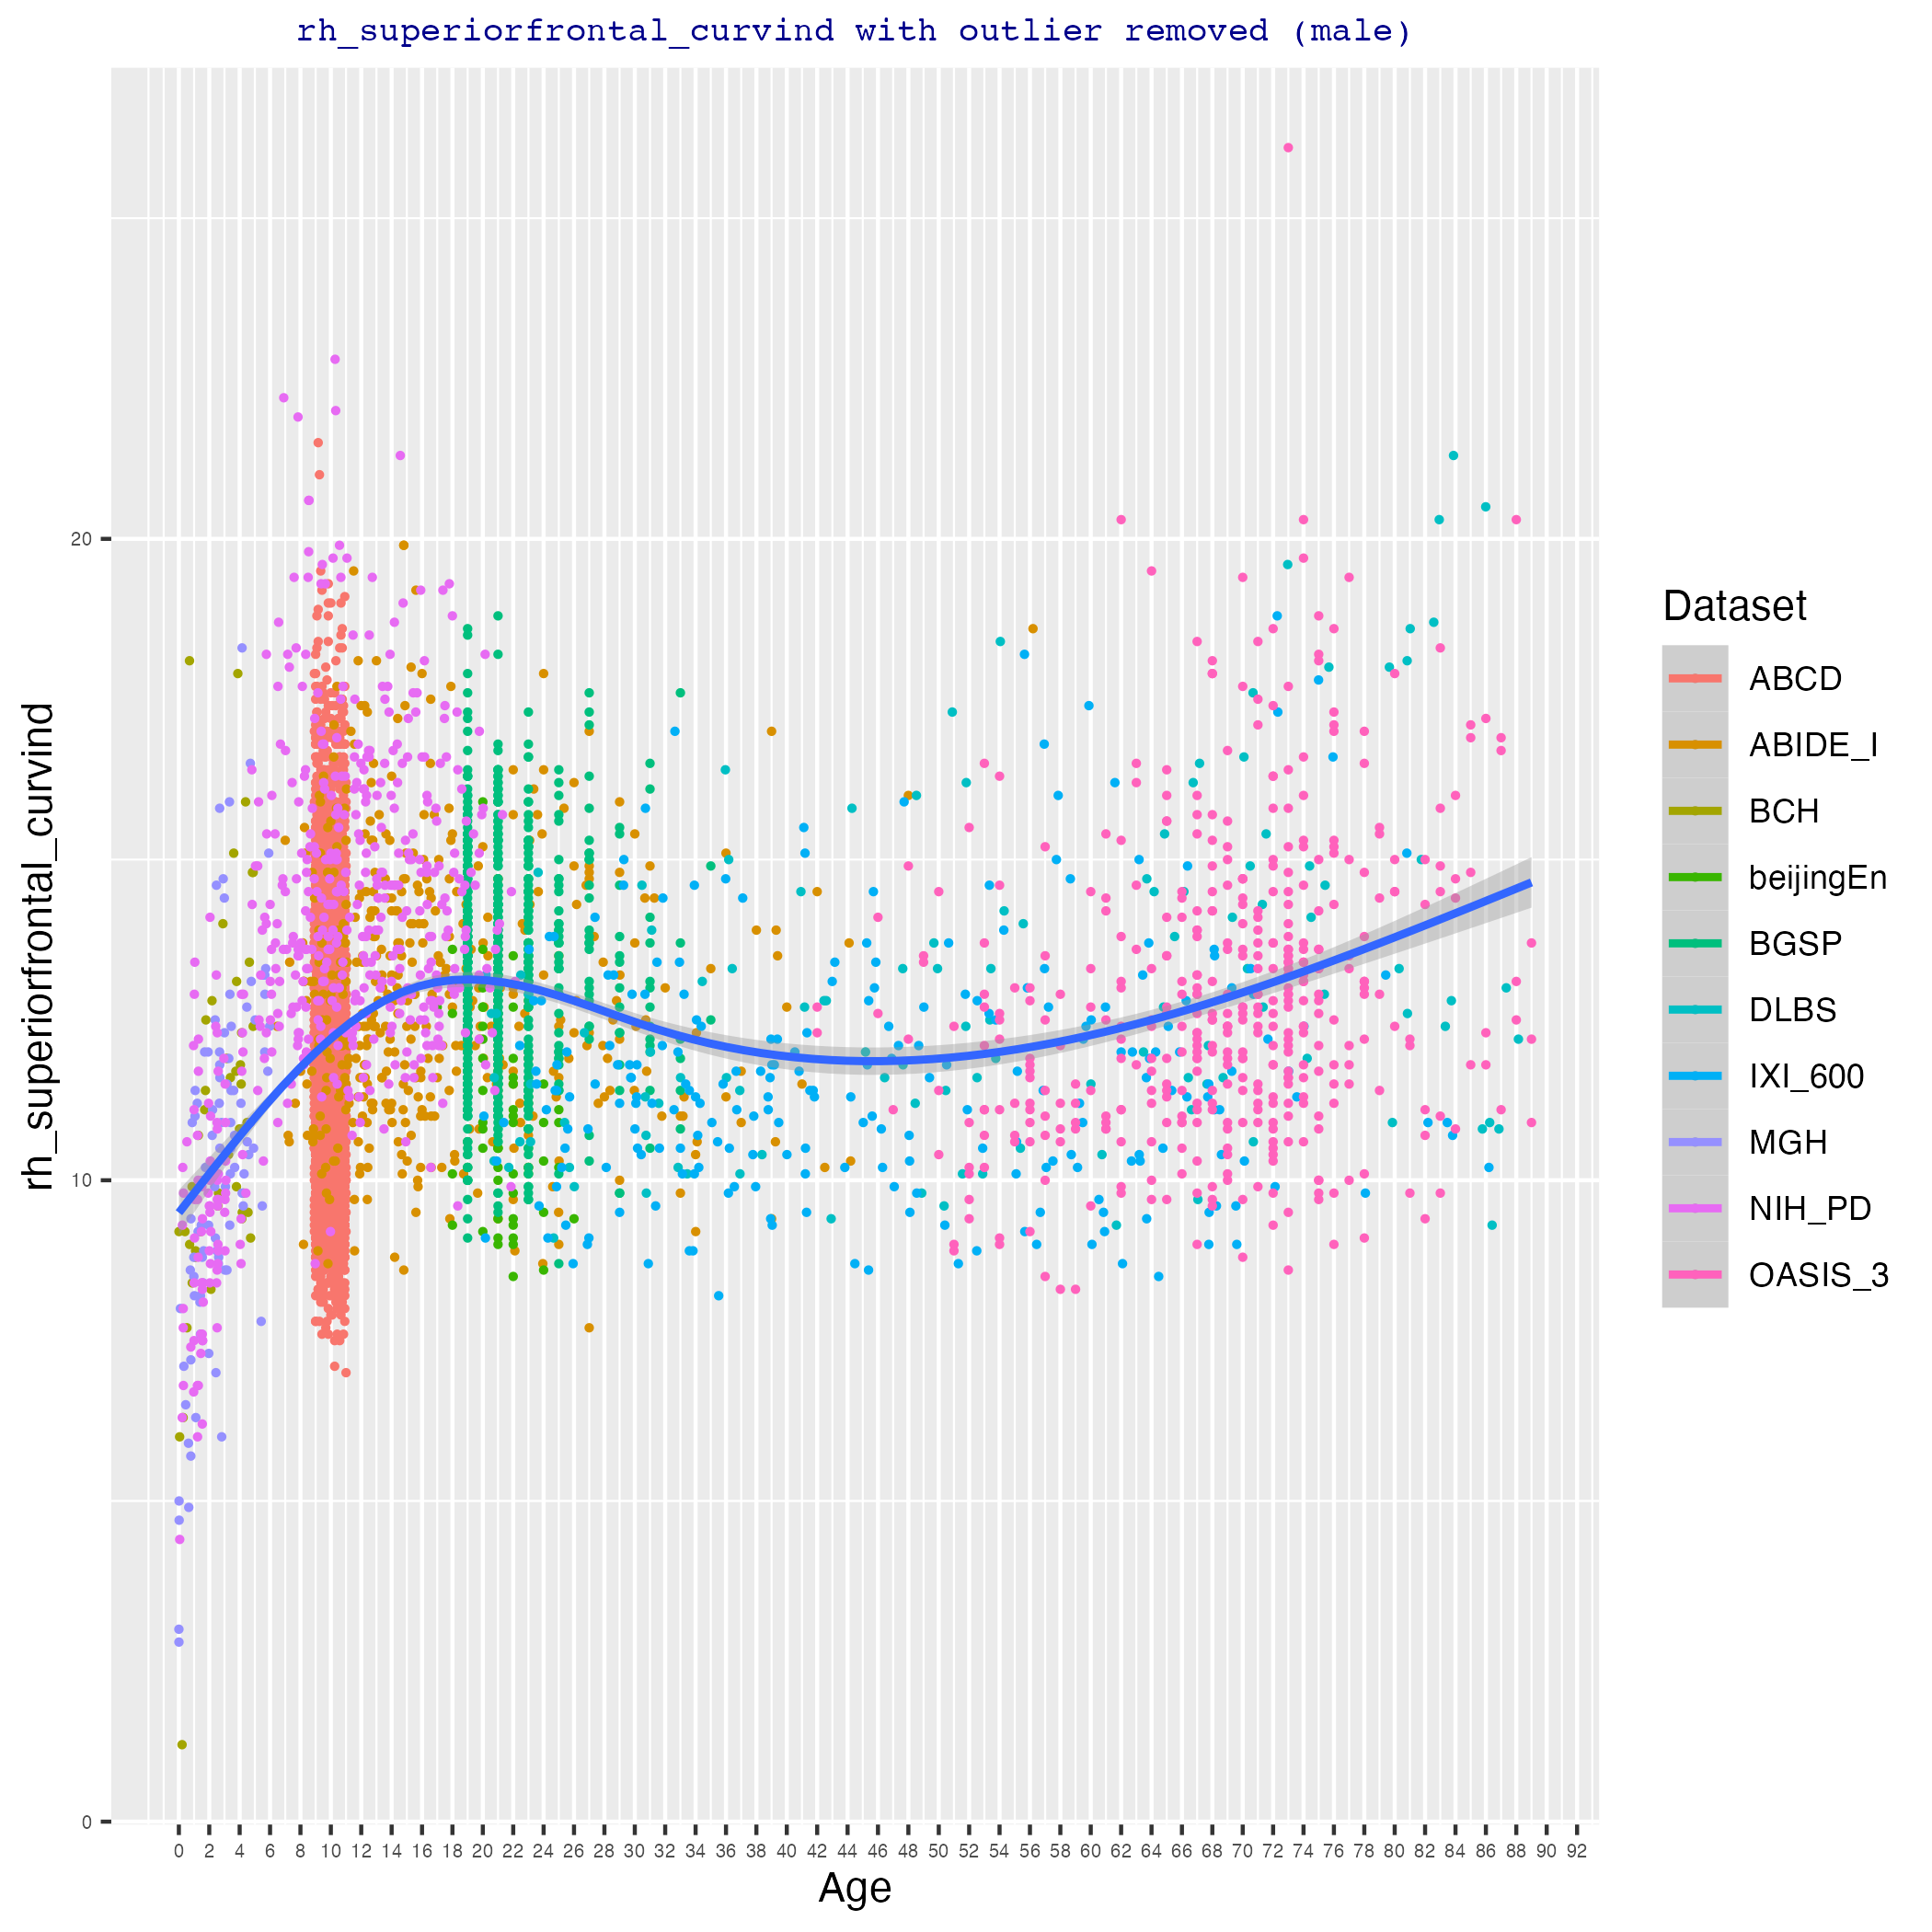 rh_superiorfrontal_curvind with outlier removed (male)
rh_superiorfrontal_curvind
20
10
0
0 2 4 6 8 10 12 14 16 18 20 22 24 26 28 30 32 34 36 38 40 42 44 46 48 50 52 54 56 58 60 62 64 66 68 70 72 74 76 78 80 82 84 86 88 90 92
Age
Dataset
ABCD
ABIDE_I
BCH
beijingEn
BGSP
DLBS
IXI_600
MGH
NIH_PD
OASIS_3